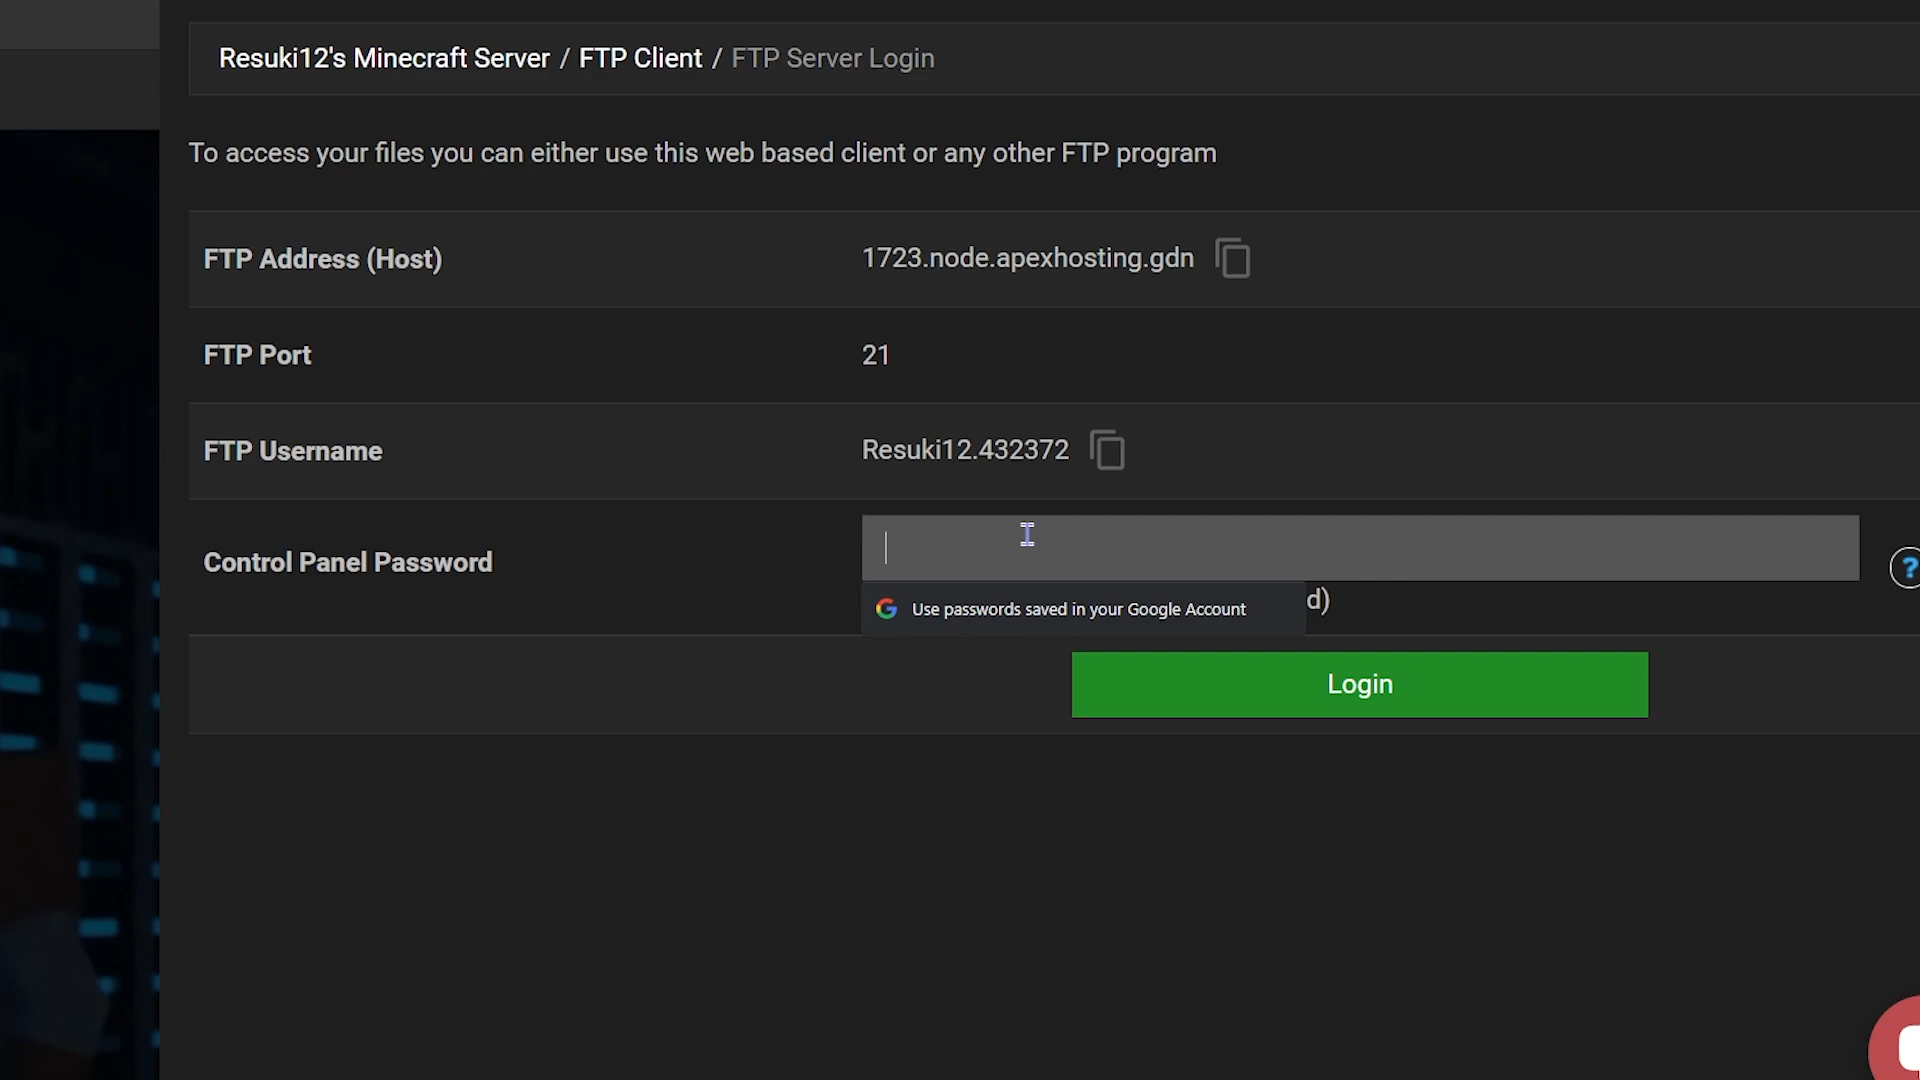 Resuki12's Minecraft Server / FTP Client / FTP Server Login
To access your files you can either use this web based client or any other FTP program
FTP Address (Host) 1723.node.apexhosting.gdn
FTP Port 21
FTP Username Resuki12.432372
Control Panel Password
?
Use passwords saved in your Google Account d)
Login